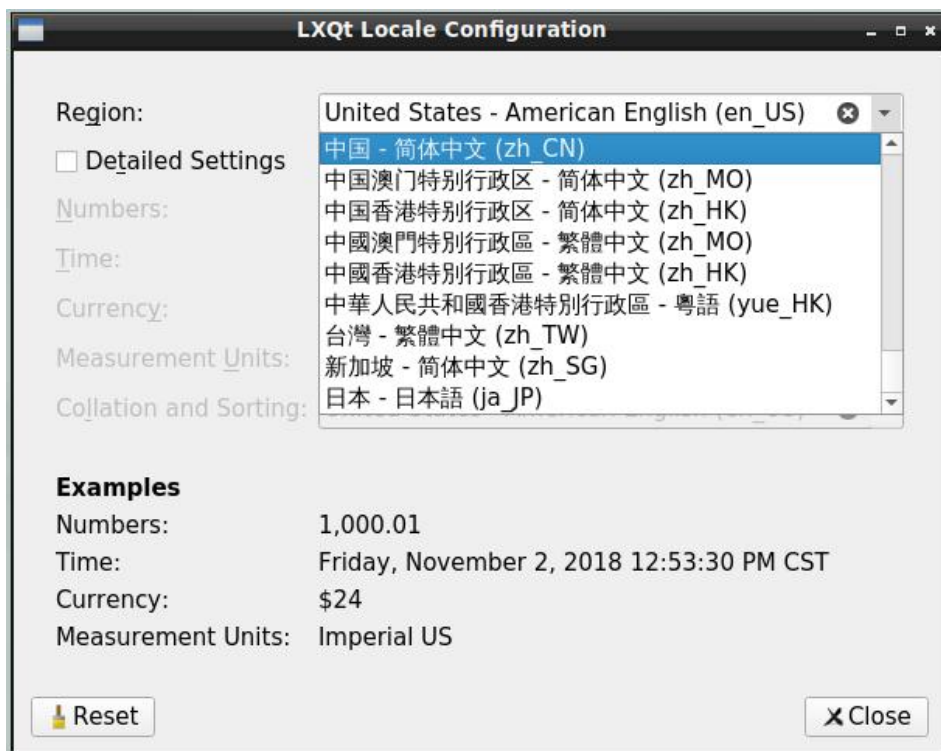 LXQt Locale Configuration
Region: United States - American English (en_US)
Detailed Settings
中国 - 简体中文 (zh_CN)
中国澳门特别行政区 - 简体中文 (zh_MO)
Numbers:
中国香港特别行政区 - 简体中文 (zh_HK)
中國澳門特別行政區 - 繁體中文 (zh_MO)
Time:
中國香港特別行政區 - 繁體中文 (zh_HK)
Currency:
中華人民共和國香港特別行政區 - 粵語 (yue_HK)
台灣 - 繁體中文 (zh_TW)
Measurement Units:
新加坡 - 简体中文 (zh_SG)
日本 - 日本語 (ja_JP)
Collation and Sorting:
Examples
Numbers: 1,000.01
Time: Friday, November 2, 2018 12:53:30 PM CST
Currency: $24
Measurement Units: Imperial US
Reset Close